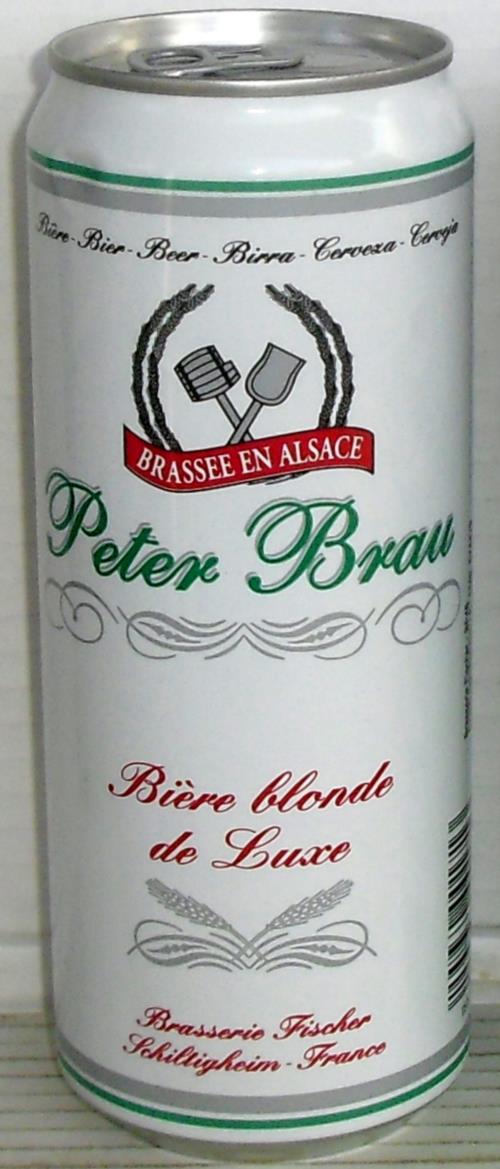 Bière - Bier - Beer - Birra - Cerveza - Cerveja
BRASSEE EN ALSACE
Peter Brau
Bière blonde
de Luxe
Brasserie Fischer
Schiltigheim - France